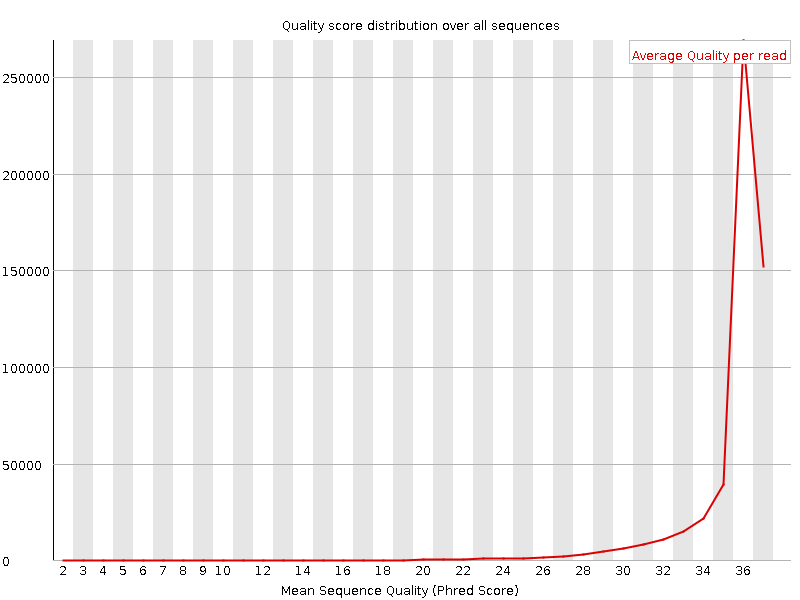 Quality score distribution over all sequences
Average Quality per read
250000
200000
150000
100000
50000
0
2 3 4 5 6 7 8 9 10 12 14 16 18 20 22 24 26 28 30 32 34 36
Mean Sequence Quality (Phred Score)